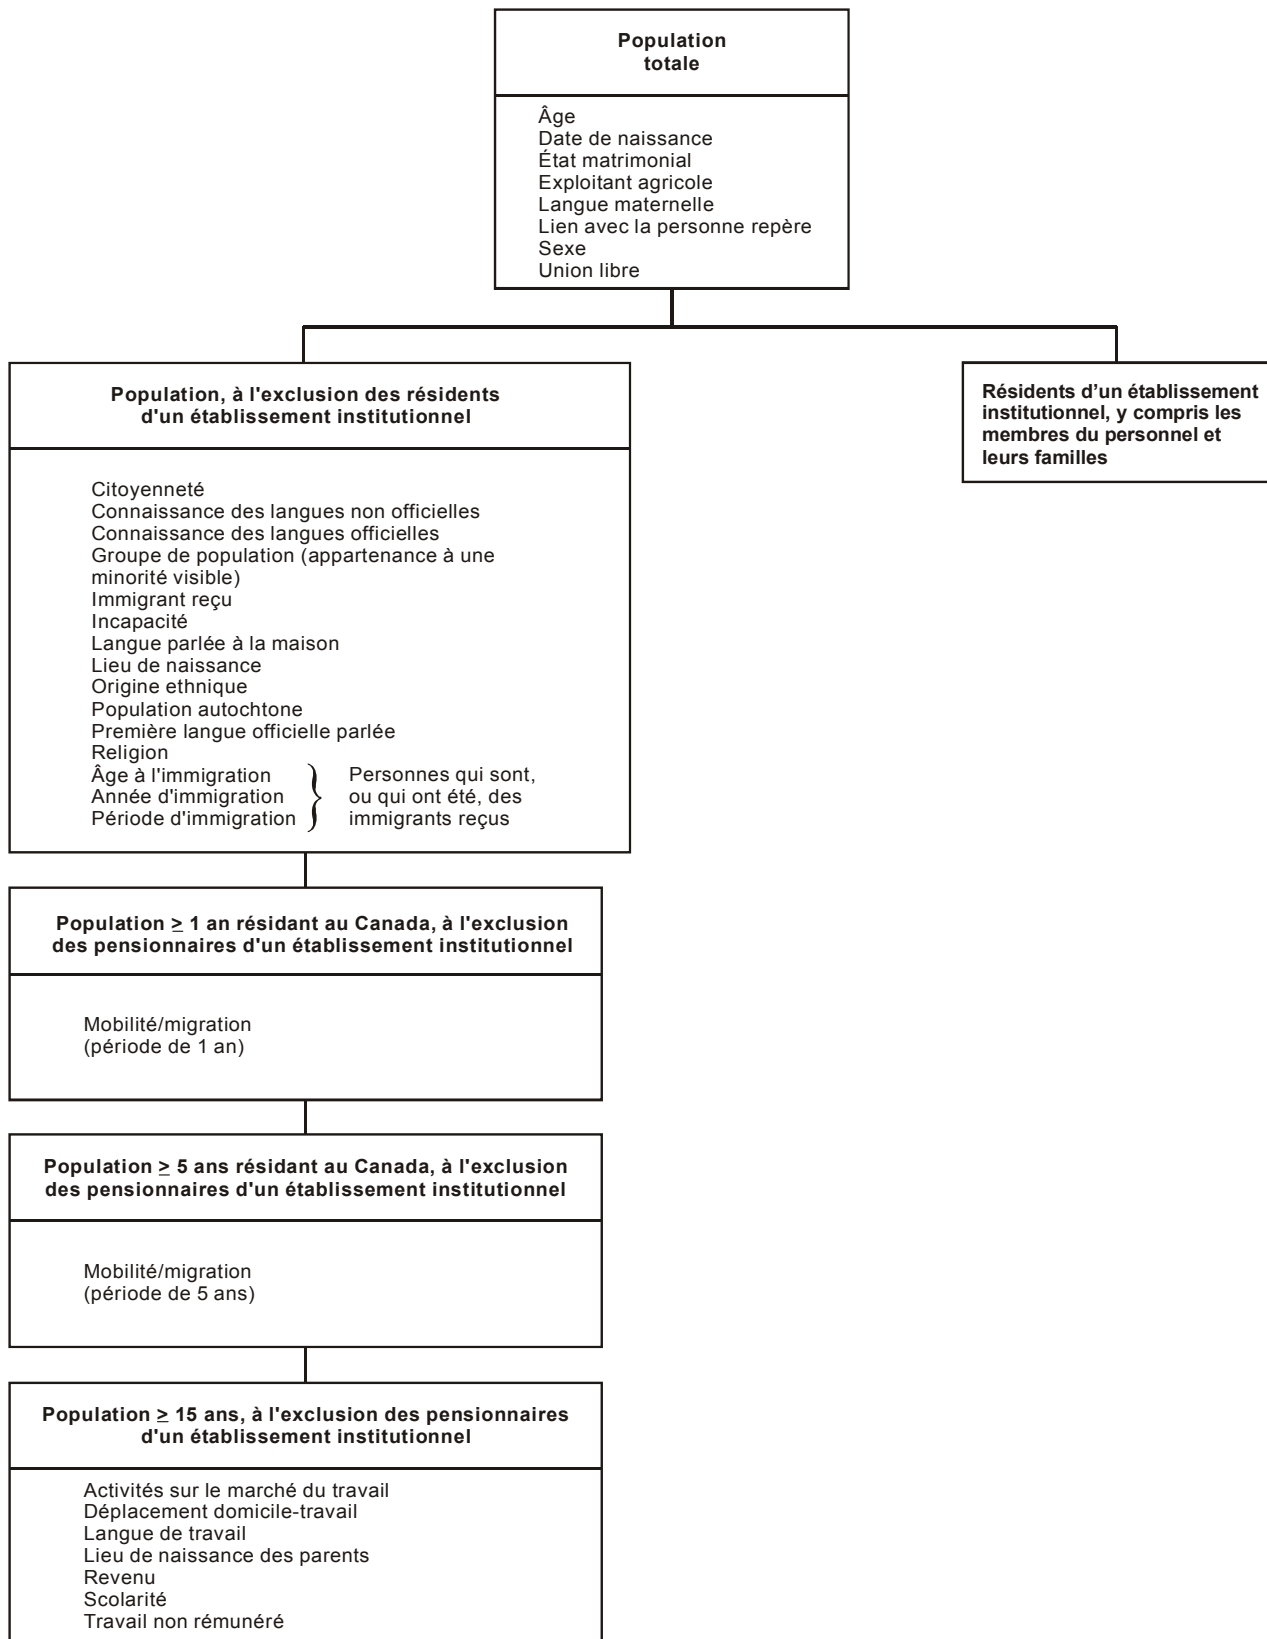 Population
totale
Âge
Date de naissance
État matrimonial
Exploitant agricole
Langue maternelle
Lien avec la personne repère
Sexe
Union libre
Population, à l'exclusion des résidents
d'un établissement institutionnel
Résidents d’un établissement
institutionnel, y compris les
membres du personnel et
leurs familles
Citoyenneté
Connaissance des langues non officielles
Connaissance des langues officielles
Groupe de population (appartenance à une
minorité visible)
Immigrant reçu
Incapacité
Langue parlée à la maison
Lieu de naissance
Origine ethnique
Population autochtone
Première langue officielle parlée
Religion
Âge à l'immigration
Année d'immigration
Période d'immigration
Personnes qui sont,
ou qui ont été, des
immigrants reçus
Population ≥ 1 an résidant au Canada, à l'exclusion
des pensionnaires d'un établissement institutionnel
Mobilité/migration
(période de 1 an)
Population ≥ 5 ans résidant au Canada, à l'exclusion
des pensionnaires d'un établissement institutionnel
Mobilité/migration
(période de 5 ans)
Population ≥ 15 ans, à l'exclusion des pensionnaires
d'un établissement institutionnel
Activités sur le marché du travail
Déplacement domicile-travail
Langue de travail
Lieu de naissance des parents
Revenu
Scolarité
Travail non rémunéré